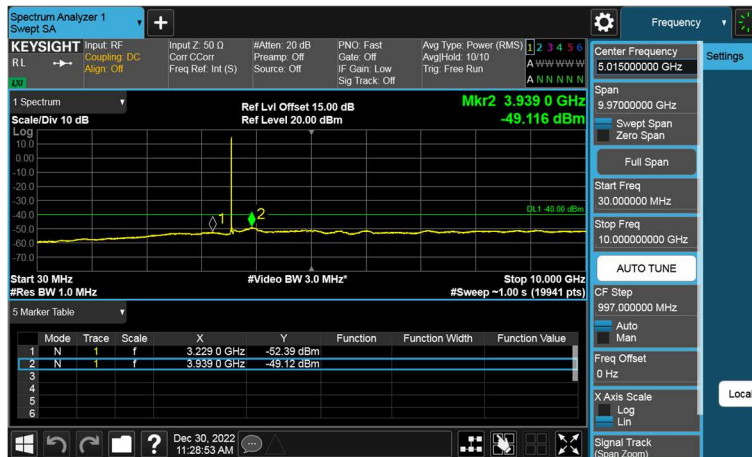 Spectrum Analyzer 1
Swept SA
Frequency
KEYSIGHT
RL
LXI
Input: RF
Coupling: DC
Align: Off
Input Z: 50 Ω
Corr CCorr
Freq Ref: Int (S)
#Atten: 20 dB
Preamp: Off
Source: Off
PNO: Fast
Gate: Off
IF Gain: Low
Sig Track: Off
Avg Type: Power (RMS)
Avg|Hold: 10/10
Trig: Free Run
1 2 3 4 5 6
A W W W W W
A N N N N N
Center Frequency
5.015000000 GHz
Settings
Span
9.97000000 GHz
Swept Span
Zero Span
Full Span
Start Freq
30.000000 MHz
Stop Freq
10.000000000 GHz
AUTO TUNE
CF Step
997.000000 MHz
Auto
Man
Freq Offset
0 Hz
X Axis Scale
Log
Lin
Local
Signal Track
(Span Zoom)
1 Spectrum
Scale/Div 10 dB
Ref Lvl Offset 15.00 dB
Ref Level 20.00 dBm
Mkr2 3.939 0 GHz
-49.116 dBm
Log
10.0
0.00
-10.0
-20.0
-30.0
-40.0
-50.0
-60.0
-70.0
1
2
DL1 -40.00 dBm
Start 30 MHz
#Res BW 1.0 MHz
#Video BW 3.0 MHz*
Stop 10.000 GHz
#Sweep ~1.00 s (19941 pts)
5 Marker Table
Mode Trace Scale X Y Function Function Width Function Value
1 N 1 f 3.229 0 GHz -52.39 dBm
2 N 1 f 3.939 0 GHz -49.12 dBm
3
4
5
6
?
Dec 30, 2022
11:28:53 AM